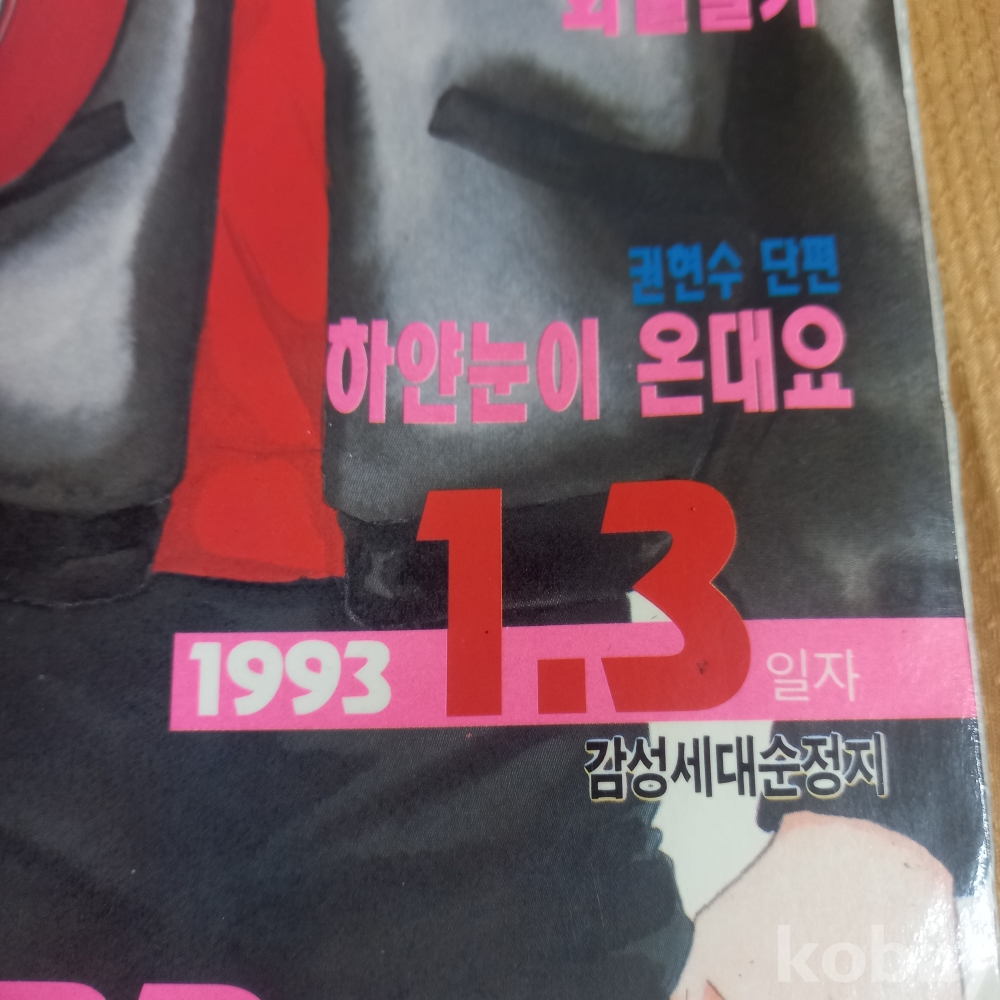 권현수 단편
하얀눈이 온대요
1993 1.3 일자
감성세대순정지